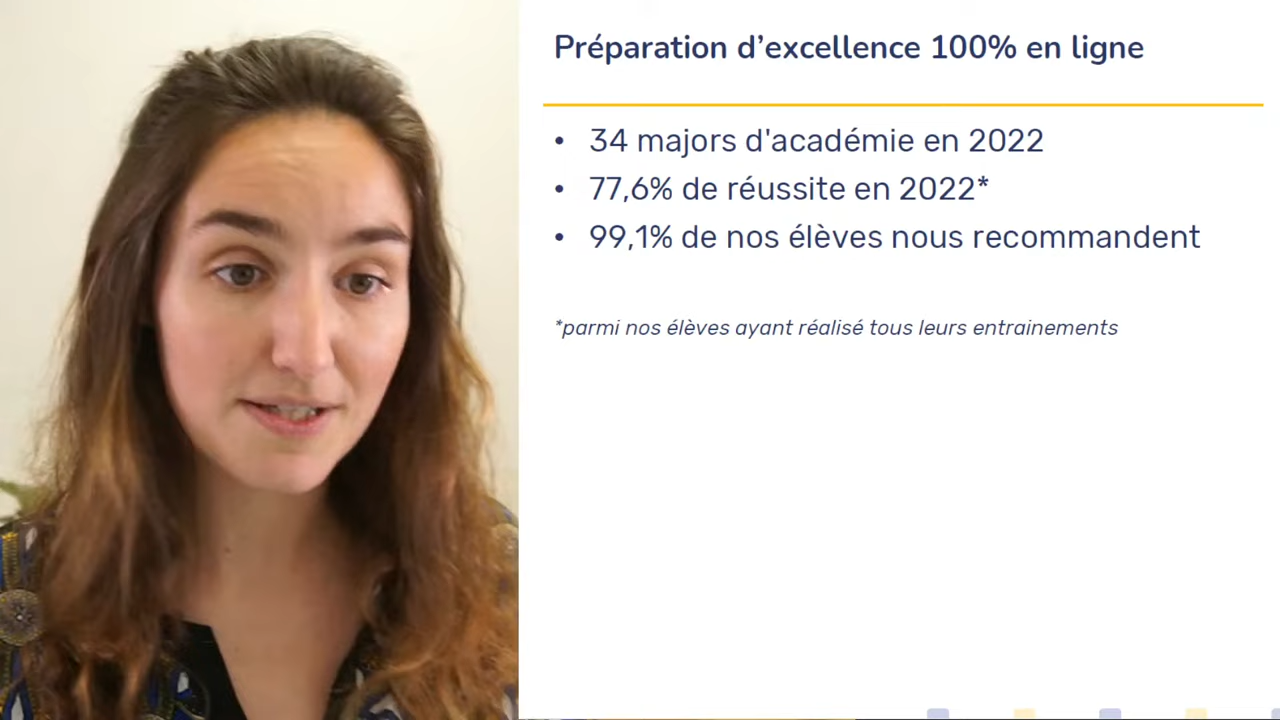 Préparation d’excellence 100% en ligne
• 34 majors d'académie en 2022
• 77,6% de réussite en 2022*
• 99,1% de nos élèves nous recommandent
*parmi nos élèves ayant réalisé tous leurs entrainements